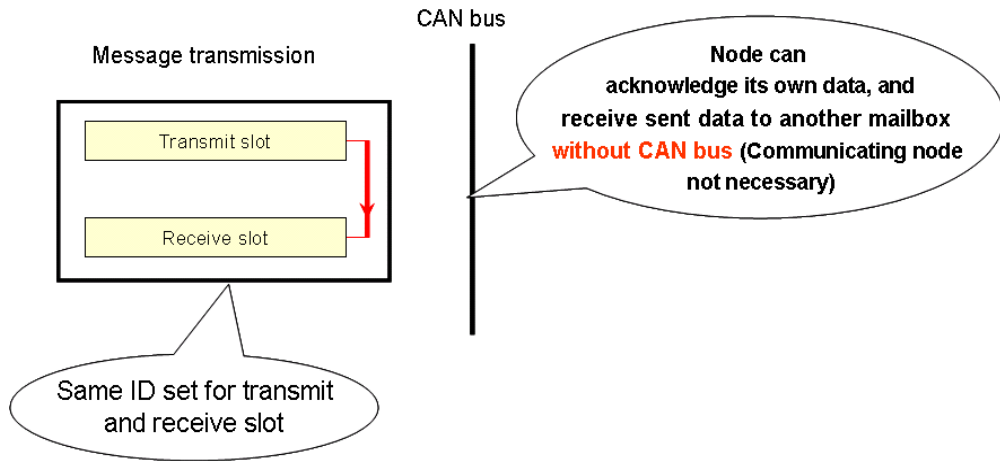 CAN bus
Message transmission
Transmit slot
Receive slot
Node can
acknowledge its own data, and
receive sent data to another mailbox
without CAN bus (Communicating node
not necessary)
Same ID set for transmit
and receive slot